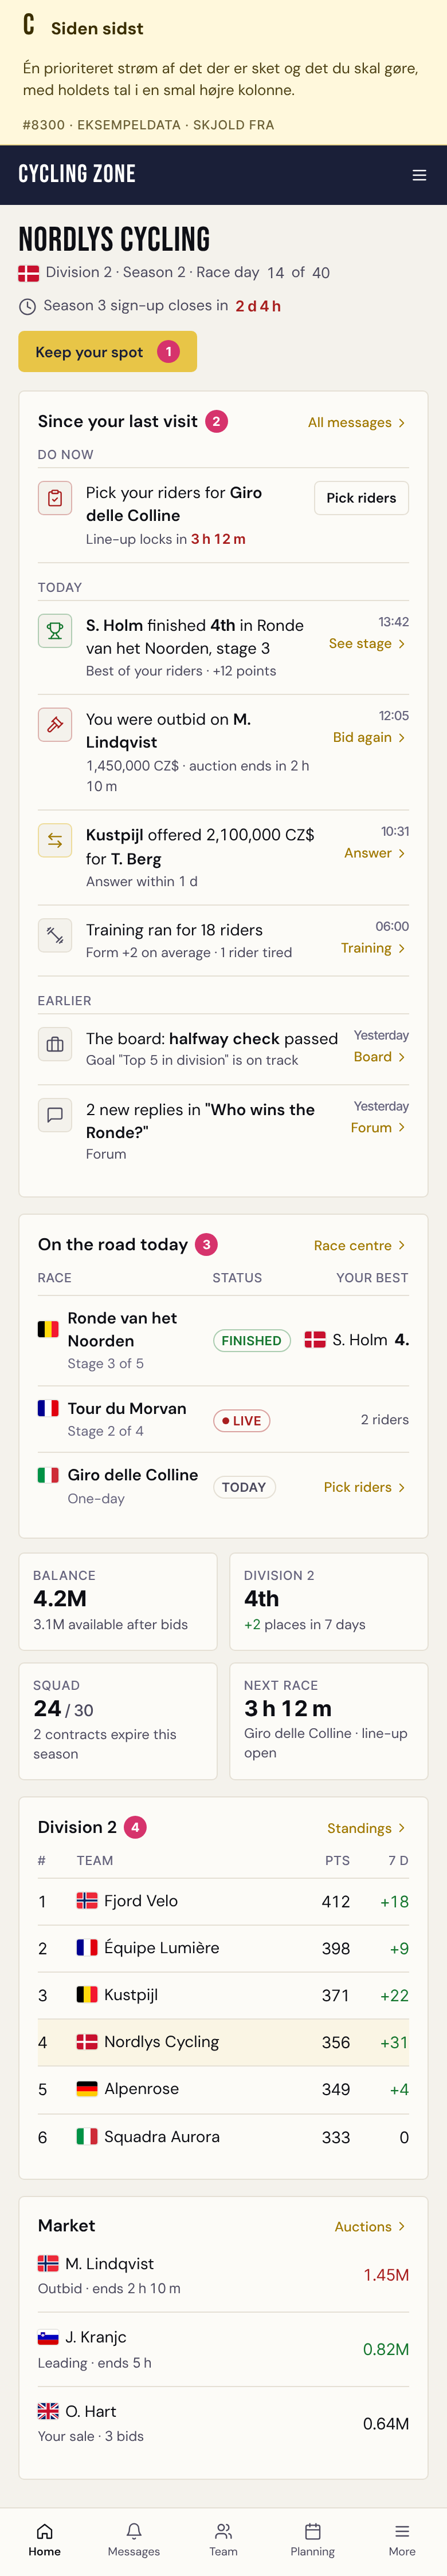 C Siden sidst
Én prioriteret strøm af det der er sket og det du skal gøre,
med holdets tal i en smal højre kolonne.
#8300 · EKSEMPELDATA · SKJOLD FRA
CYCLING ZONE
NORDLYS CYCLING
Division 2 · Season 2 · Race day 14 of 40
Season 3 sign-up closes in 2 d 4 h
Keep your spot 1
Since your last visit 2 All messages
DO NOW
Pick your riders for Giro
delle Colline
Pick riders
Line-up locks in 3 h 12 m
TODAY
S. Holm finished 4th in Ronde
van het Noorden, stage 3
13:42
See stage
Best of your riders · +12 points
You were outbid on M.
Lindqvist
12:05
Bid again
1,450,000 CZ$ · auction ends in 2 h
10 m
Kustpijl offered 2,100,000 CZ$
for T. Berg
10:31
Answer
Answer within 1 d
Training ran for 18 riders
06:00
Form +2 on average · 1 rider tired
Training
EARLIER
The board: halfway check passed
Yesterday
Goal "Top 5 in division" is on track
Board
2 new replies in "Who wins the
Ronde?"
Yesterday
Forum
Forum
On the road today 3 Race centre
RACE STATUS YOUR BEST
Ronde van het
Noorden
Stage 3 of 5
FINISHED
S. Holm 4.
Tour du Morvan
Stage 2 of 4
LIVE
2 riders
Giro delle Colline
One-day
TODAY
Pick riders
BALANCE
4.2M
3.1M available after bids
DIVISION 2
4th
+2 places in 7 days
SQUAD
24 / 30
2 contracts expire this
season
NEXT RACE
3 h 12 m
Giro delle Colline · line-up
open
Division 2 4 Standings
# TEAM PTS 7 D
1 Fjord Velo 412 +18
2 Équipe Lumière 398 +9
3 Kustpijl 371 +22
4 Nordlys Cycling 356 +31
5 Alpenrose 349 +4
6 Squadra Aurora 333 0
Market Auctions
M. Lindqvist
Outbid · ends 2 h 10 m
1.45M
J. Kranjc
Leading · ends 5 h
0.82M
O. Hart
Your sale · 3 bids
0.64M
Home Messages Team Planning More